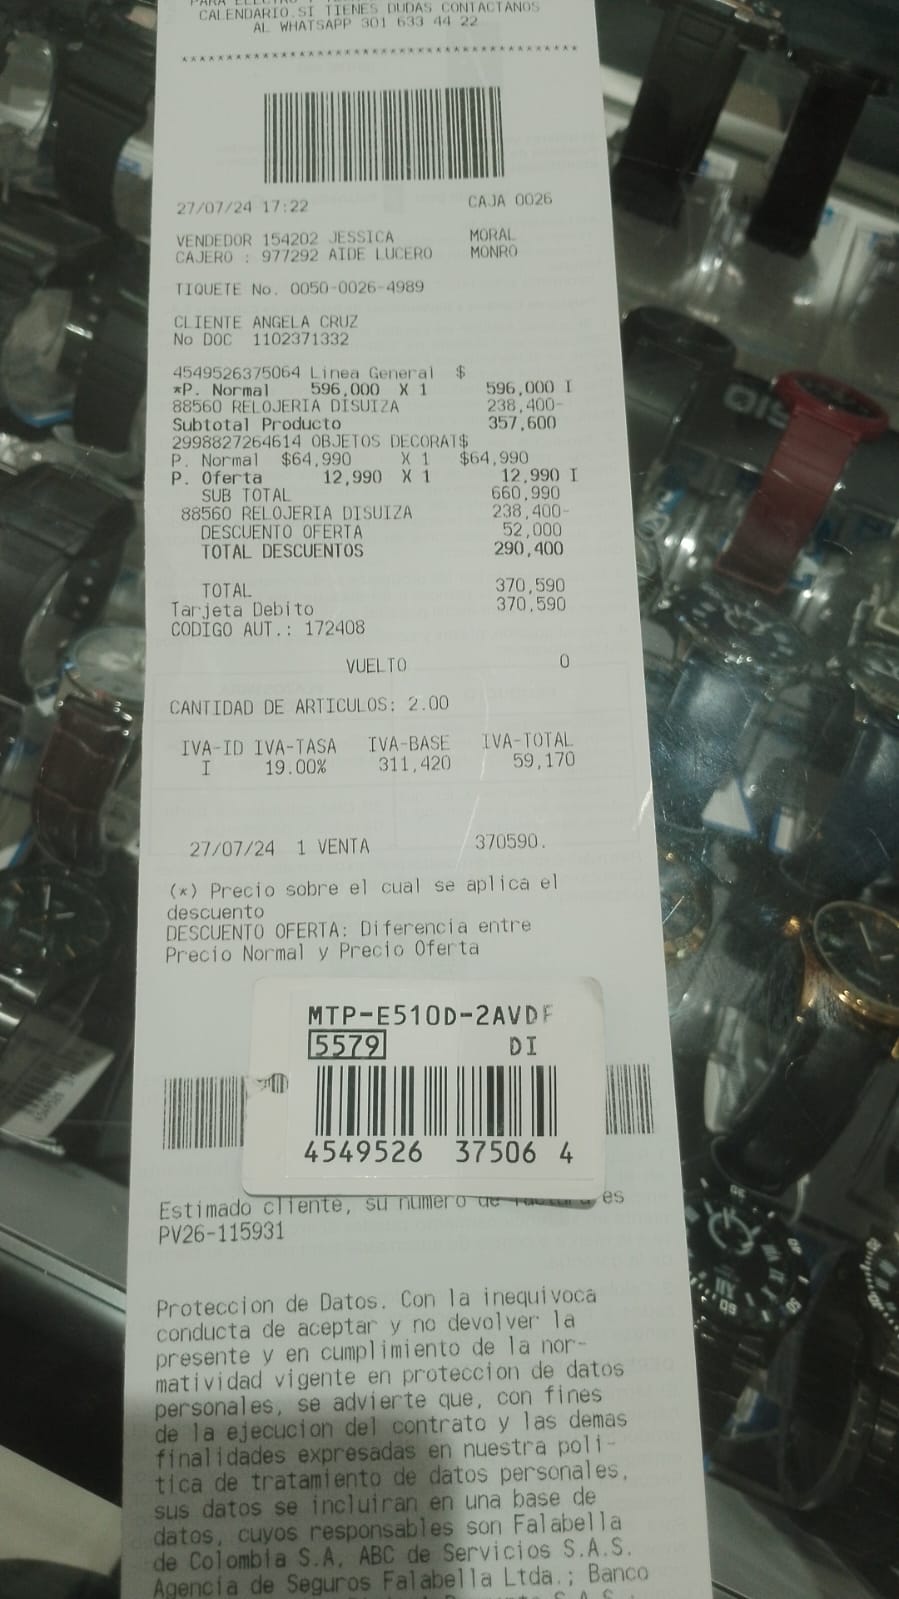 CALENDARIO.SI TIENES DUDAS CONTACTANOS
AL WHATSAPP 301 633 44 22
27/07/24 17:22 CAJA 0026
VENDEDOR 154202 JESSICA MORAL
CAJERO : 977292 AIDE LUCERO MONRO
TIQUETE No. 0050-0026-4989
CLIENTE ANGELA CRUZ
No DOC 1102371332
4549526375064 Linea General $
*P. Normal 596,000 X 1 596,000 I
88560 RELOJERIA DISUIZA 238,400-
Subtotal Producto 357,600
2998827264614 OBJETOS DECORAT$
P. Normal $64,990 X 1 $64,990
P. Oferta 12,990 X 1 12,990 I
SUB TOTAL 660,990
88560 RELOJERIA DISUIZA 238,400-
DESCUENTO OFERTA 52,000
TOTAL DESCUENTOS 290,400
TOTAL 370,590
Tarjeta Debito 370,590
CODIGO AUT.: 172408
VUELTO 0
CANTIDAD DE ARTICULOS: 2.00
IVA-ID IVA-TASA IVA-BASE IVA-TOTAL
I 19.00% 311,420 59,170
27/07/24 1 VENTA 370590.
(*) Precio sobre el cual se aplica el
descuento
DESCUENTO OFERTA: Diferencia entre
Precio Normal y Precio Oferta
MTP-E510D-2AVDF
5579 DI
4549526 37506 4
Estimado cliente, su numero de factura es
PV26-115931
Proteccion de Datos. Con la inequivoca
conducta de aceptar y no devolver la
presente y en cumplimiento de la nor-
matividad vigente en proteccion de datos
personales, se advierte que, con fines
de la ejecucion del contrato y las demas
finalidades expresadas en nuestra poli-
tica de tratamiento de datos personales,
sus datos se incluiran en una base de
datos, cuyos responsables son Falabella
de Colombia S.A, ABC de Servicios S.A.S.
Agencia de Seguros Falabella Ltda.; Banco